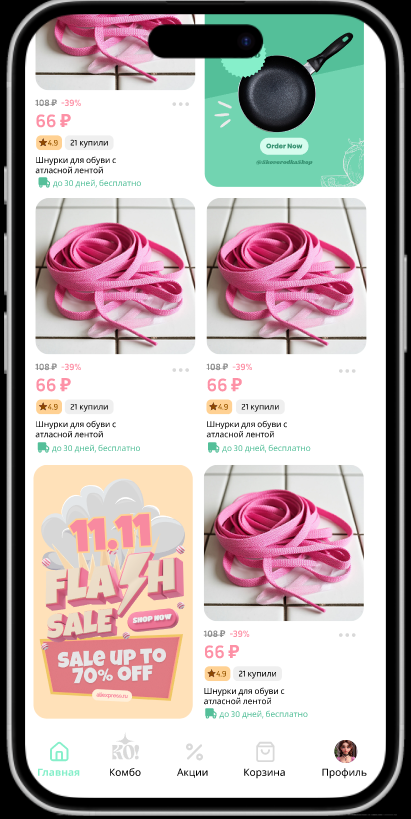 108 ₽ -39%
66 ₽
4.9 21 купили
Шнурки для обуви с
атласной лентой
до 30 дней, бесплатно
Order Now
108 ₽ -39%
66 ₽
4.9 21 купили
Шнурки для обуви с
атласной лентой
до 30 дней, бесплатно
108 ₽ -39%
66 ₽
4.9 21 купили
Шнурки для обуви с
атласной лентой
до 30 дней, бесплатно
11.11
FLASH
SALE
SHOP NOW
SALE UP TO
70% OFF
aliexpress.ru
108 ₽ -39%
66 ₽
4.9 21 купили
Шнурки для обуви с
атласной лентой
до 30 дней, бесплатно
КО!
Главная Комбо Акции Корзина Профиль